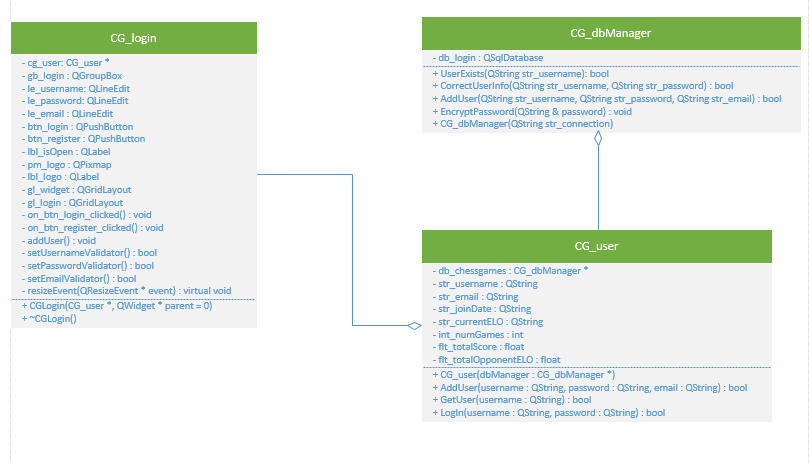 CG_login
- cg_user: CG_user *
- gb_login : QGroupBox
- le_username: QLineEdit
- le_password: QLineEdit
- le_email : QLineEdit
- btn_login : QPushButton
- btn_register : QPushButton
- lbl_isOpen : QLabel
- pm_logo : QPixmap
- lbl_logo : QLabel
- gl_widget : QGridLayout
- gl_login : QGridLayout
- on_btn_login_clicked() : void
- on_btn_register_clicked() : void
- addUser() : void
- setUsernameValidator() : bool
- setPasswordValidator() : bool
- setEmailValidator() : bool
- resizeEvent(QResizeEvent * event) : virtual void
+ CGLogin(CG_user *, QWidget * parent = 0)
+ ~CGLogin()
CG_dbManager
- db_login : QSqlDatabase
+ UserExists(QString str_username): bool
+ CorrectUserInfo(QString str_username, QString str_password) : bool
+ AddUser(QString str_username, QString str_password, QString str_email) : bool
+ EncryptPassword(QString & password) : void
+ CG_dbManager(QString str_connection)
CG_user
- db_chessgames : CG_dbManager *
- str_username : QString
- str_email : QString
- str_joinDate : QString
- str_currentELO : QString
- int_numGames : int
- flt_totalScore : float
- flt_totalOpponentELO : float
+ CG_user(dbManager : CG_dbManager *)
+ AddUser(username : QString, password : QString, email : QString) : bool
+ GetUser(username : QString) : bool
+ LogIn(username : QString, password : QString) : bool